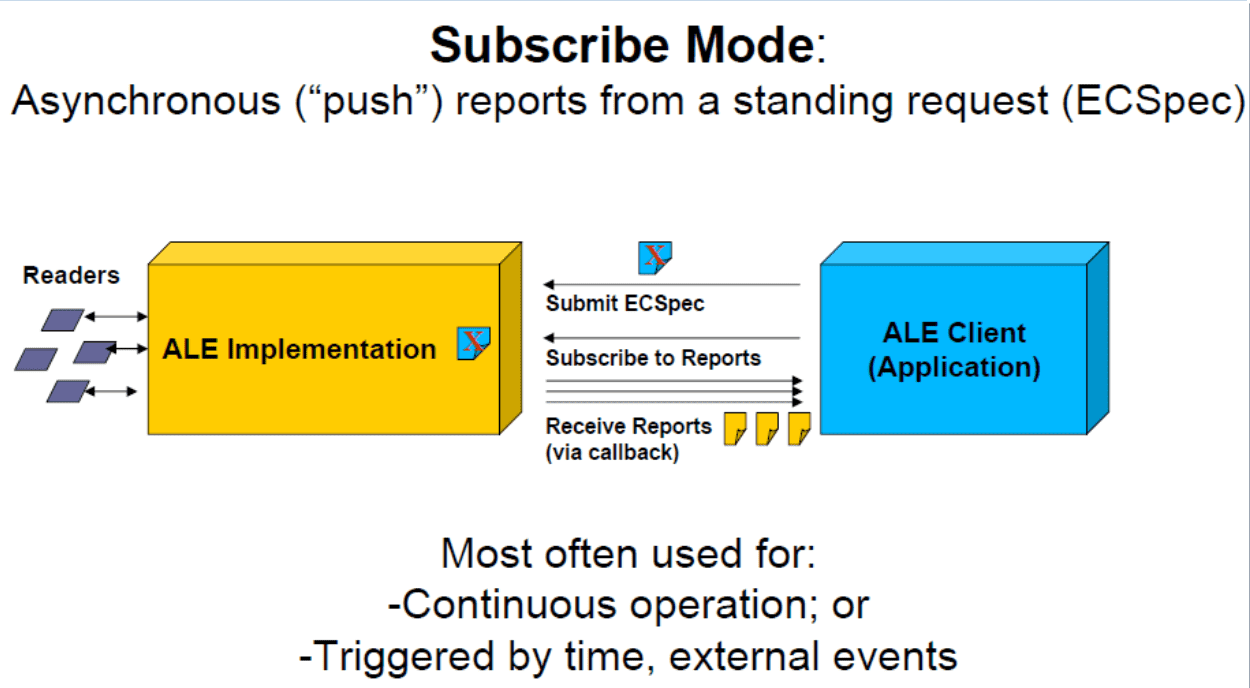 Subscribe Mode:
Asynchronous (“push”) reports from a standing request (ECSpec)
Readers
ALE Implementation
X
X
Submit ECSpec
Subscribe to Reports
Receive Reports
(via callback)
ALE Client
(Application)
Most often used for:
-Continuous operation; or
-Triggered by time, external events